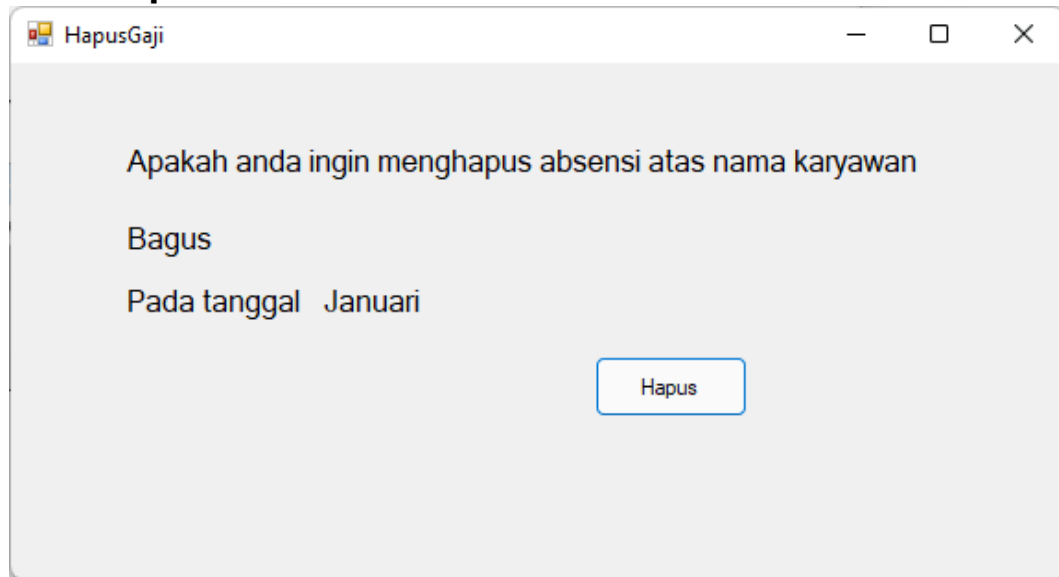 HapusGaji
Apakah anda ingin menghapus absensi atas nama karyawan
Bagus
Pada tanggal Januari
Hapus